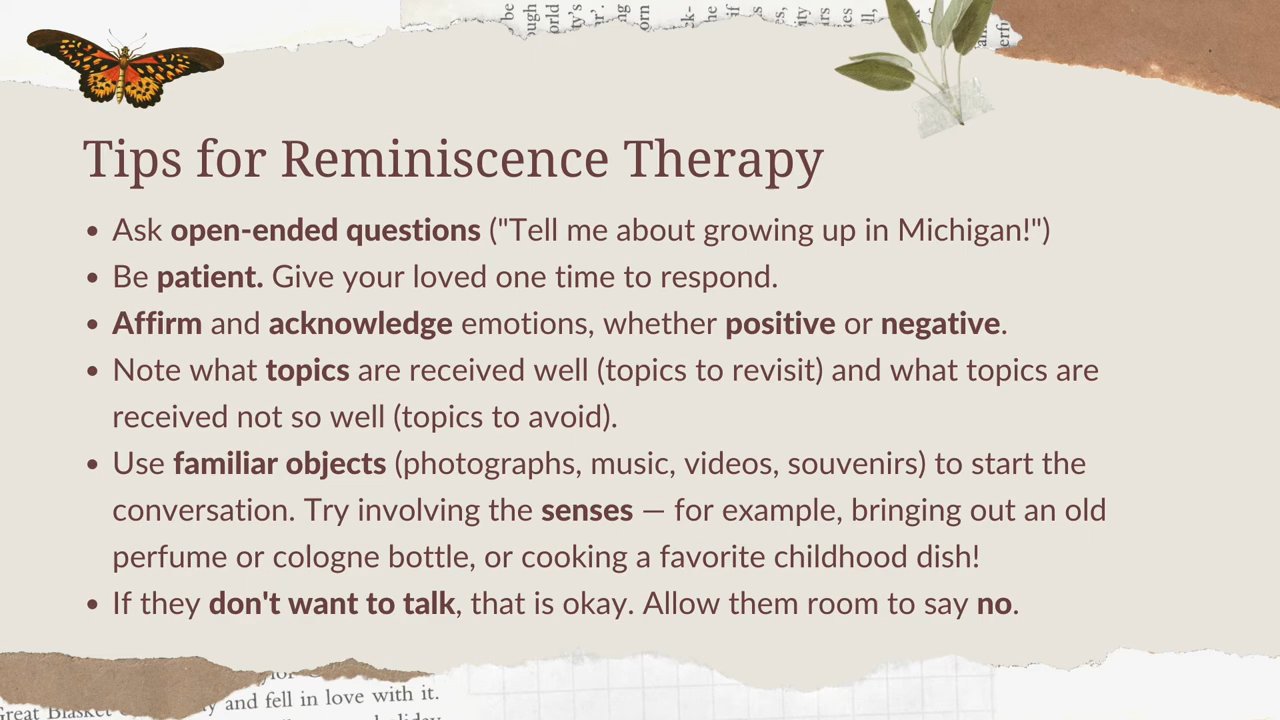 Tips for Reminiscence Therapy
• Ask open-ended questions ("Tell me about growing up in Michigan!")
• Be patient. Give your loved one time to respond.
• Affirm and acknowledge emotions, whether positive or negative.
• Note what topics are received well (topics to revisit) and what topics are
received not so well (topics to avoid).
• Use familiar objects (photographs, music, videos, souvenirs) to start the
conversation. Try involving the senses — for example, bringing out an old
perfume or cologne bottle, or cooking a favorite childhood dish!
• If they don't want to talk, that is okay. Allow them room to say no.
and fell in love with it.